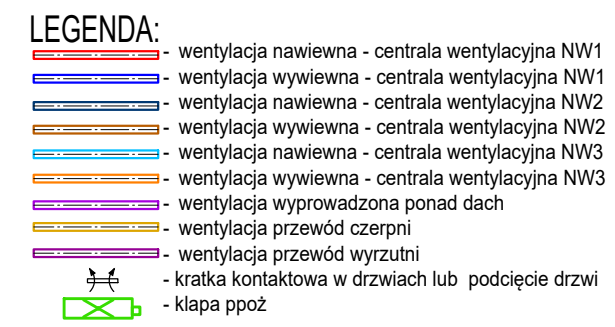 LEGENDA:
- wentylacja nawiewna - centrala wentylacyjna NW1
- wentylacja wywiewna - centrala wentylacyjna NW1
- wentylacja nawiewna - centrala wentylacyjna NW2
- wentylacja wywiewna - centrala wentylacyjna NW2
- wentylacja nawiewna - centrala wentylacyjna NW3
- wentylacja wywiewna - centrala wentylacyjna NW3
- wentylacja wyprowadzona ponad dach
- wentylacja przewód czerpni
- wentylacja przewód wyrzutni
- kratka kontaktowa w drzwiach lub podcięcie drzwi
- klapa ppoż